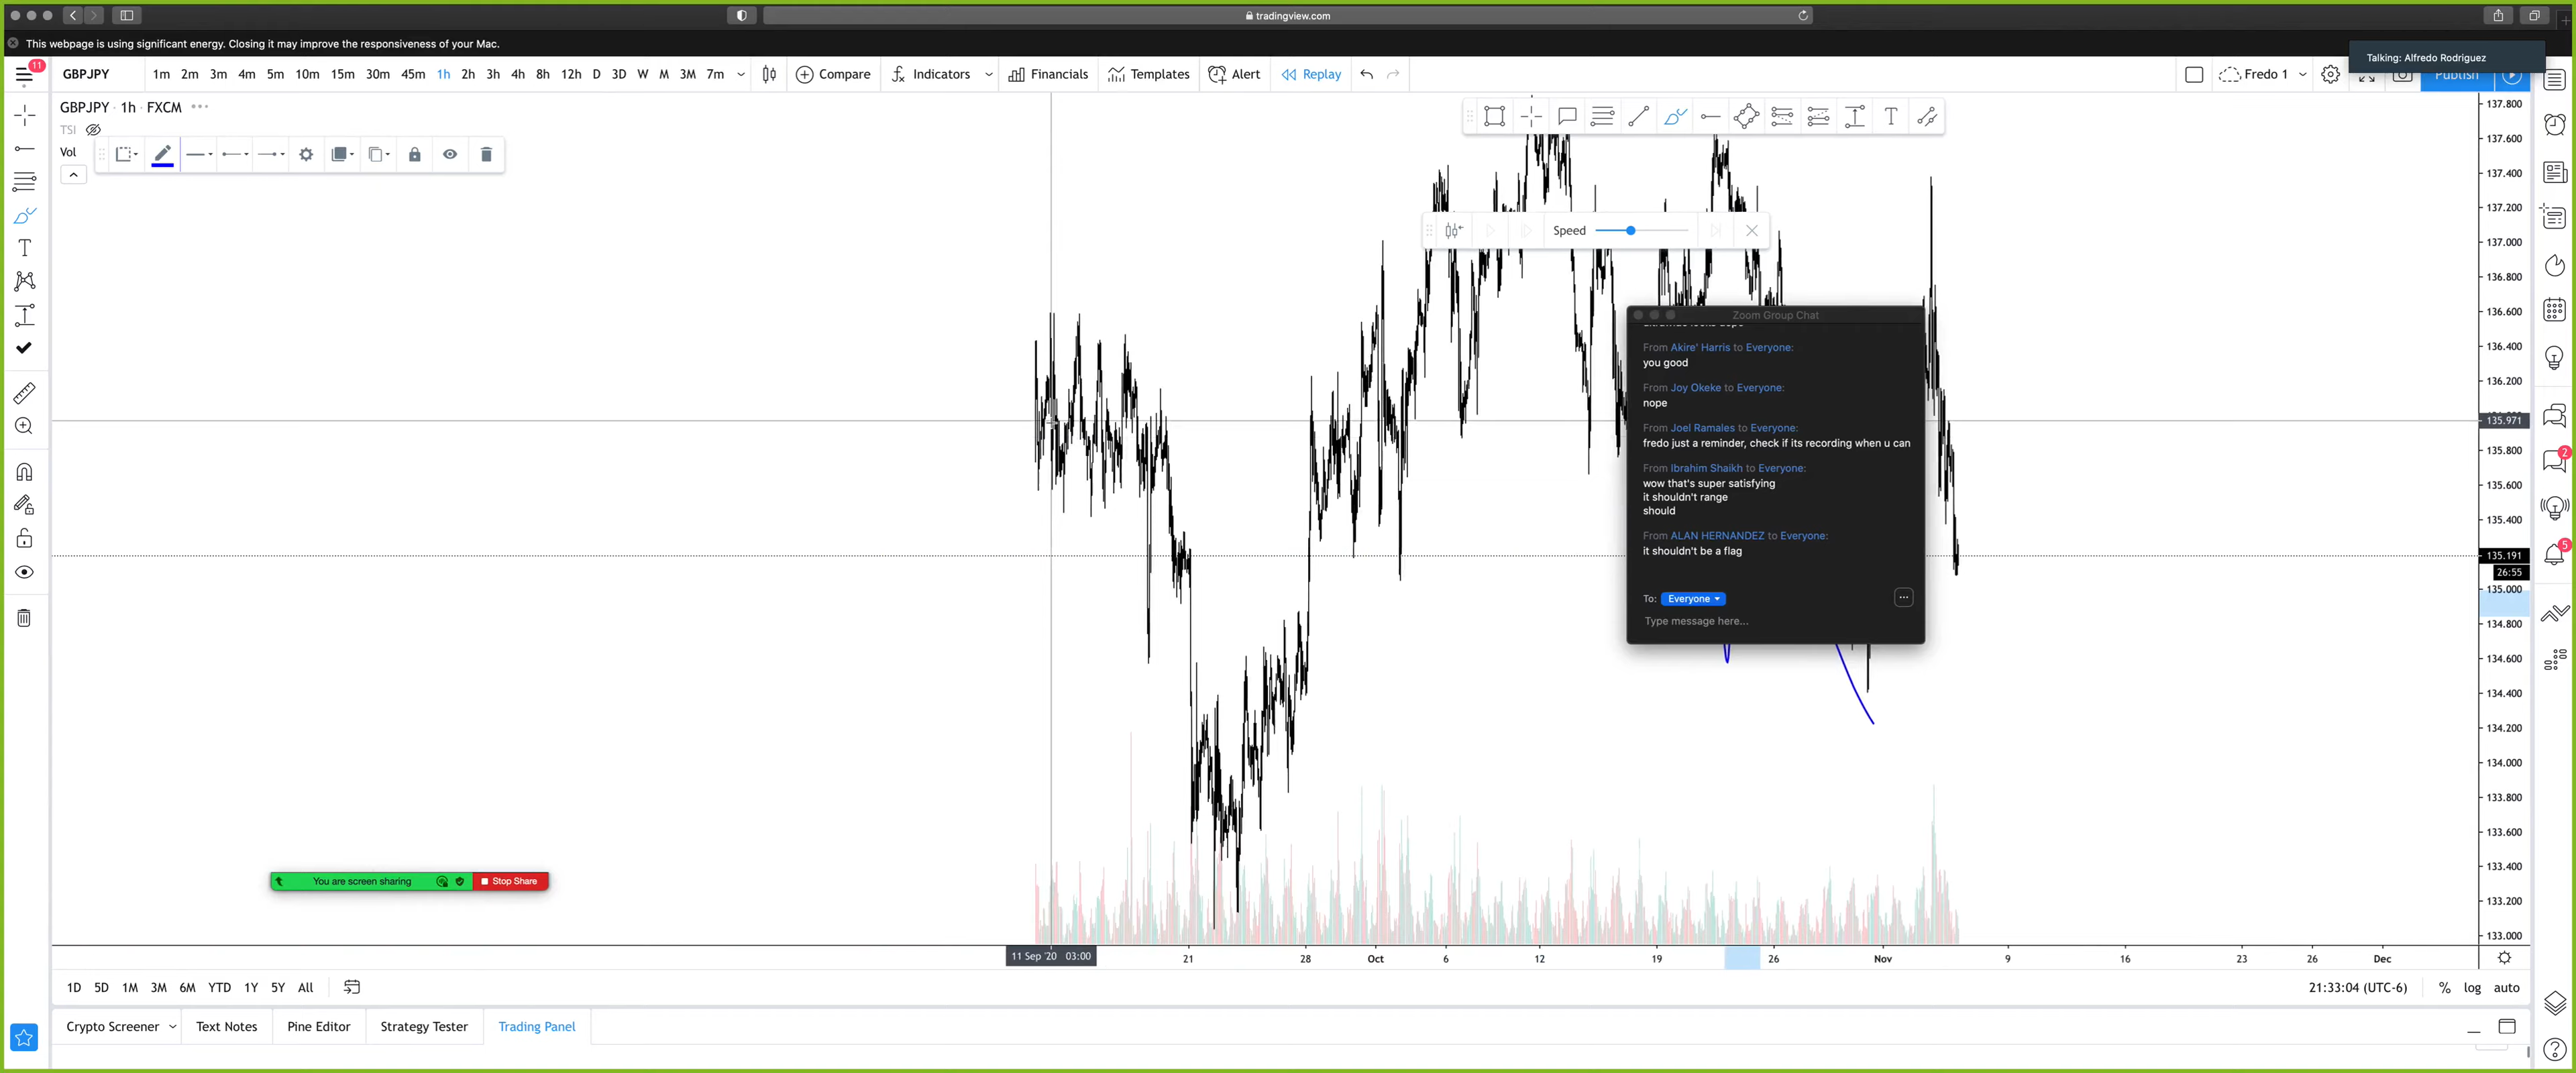 tradingview.com
This webpage is using significant energy. Closing it may improve the responsiveness of your Mac.
Talking: Alfredo Rodriguez
11
GBPJPY 1m 2m 3m 4m 5m 10m 15m 30m 45m 1h 2h 3h 4h 8h 12h D 3D W M 3M 7m Compare Indicators Financials Templates Alert Replay Fredo 1 Publish
GBPJPY · 1h · FXCM
TSI
Vol
Speed
Zoom Group Chat
From Akire' Harris to Everyone:
you good
From Joy Okeke to Everyone:
nope
From Joel Ramales to Everyone:
fredo just a reminder, check if its recording when u can
From Ibrahim Shaikh to Everyone:
wow that's super satisfying
it shouldn't range
should
From ALAN HERNANDEZ to Everyone:
it shouldn't be a flag
To: Everyone
Type message here...
137.800
137.600
137.400
137.200
137.000
136.800
136.600
136.400
136.200
135.971
135.800
135.600
135.400
135.191
26:55
135.000
134.800
134.600
134.400
134.200
134.000
133.800
133.600
133.400
133.200
133.000
2
5
You are screen sharing Stop Share
11 Sep '20 03:00 21 28 Oct 6 12 19 26 Nov 9 16 23 26 Dec
1D 5D 1M 3M 6M YTD 1Y 5Y All 21:33:04 (UTC-6) % log auto
Crypto Screener Text Notes Pine Editor Strategy Tester Trading Panel